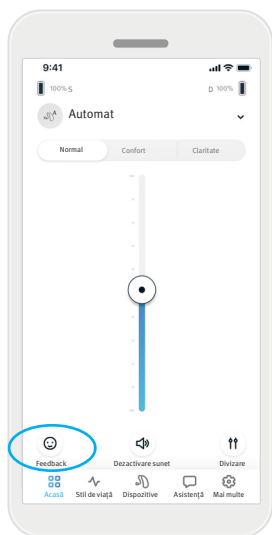 9:41
100% S
D 100%
A
Automat
Normal Confort Claritate
Feedback Dezactivare sunet Divizare
Acasă Stil de viață Dispozitive Asistență Mai multe